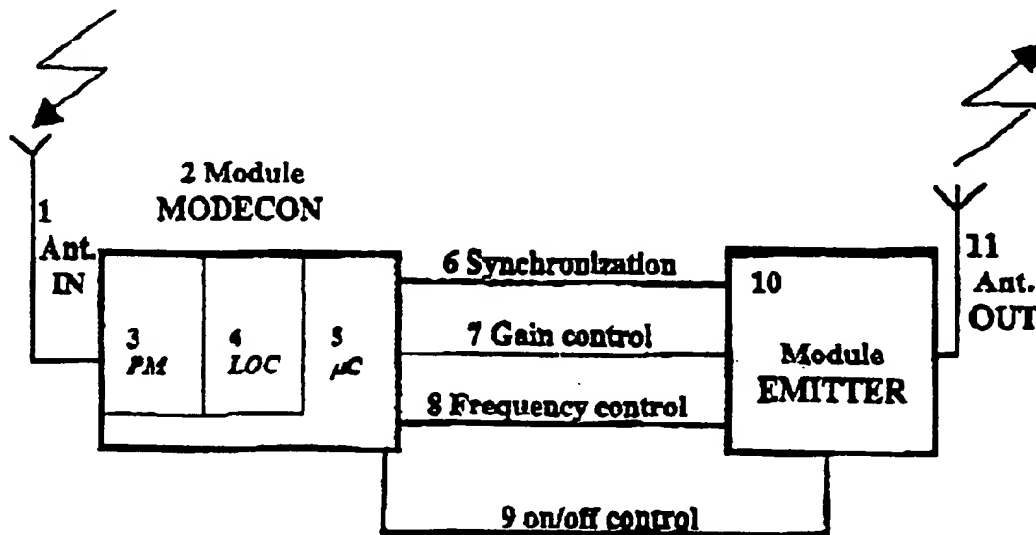 2 Module
MODECON
1
Ant.
IN
3
PM
4
LOC
5
μC
6 Synchronization
7 Gain control
8 Frequency control
9 on/off control
10
Module
EMITTER
11
Ant.
OUT